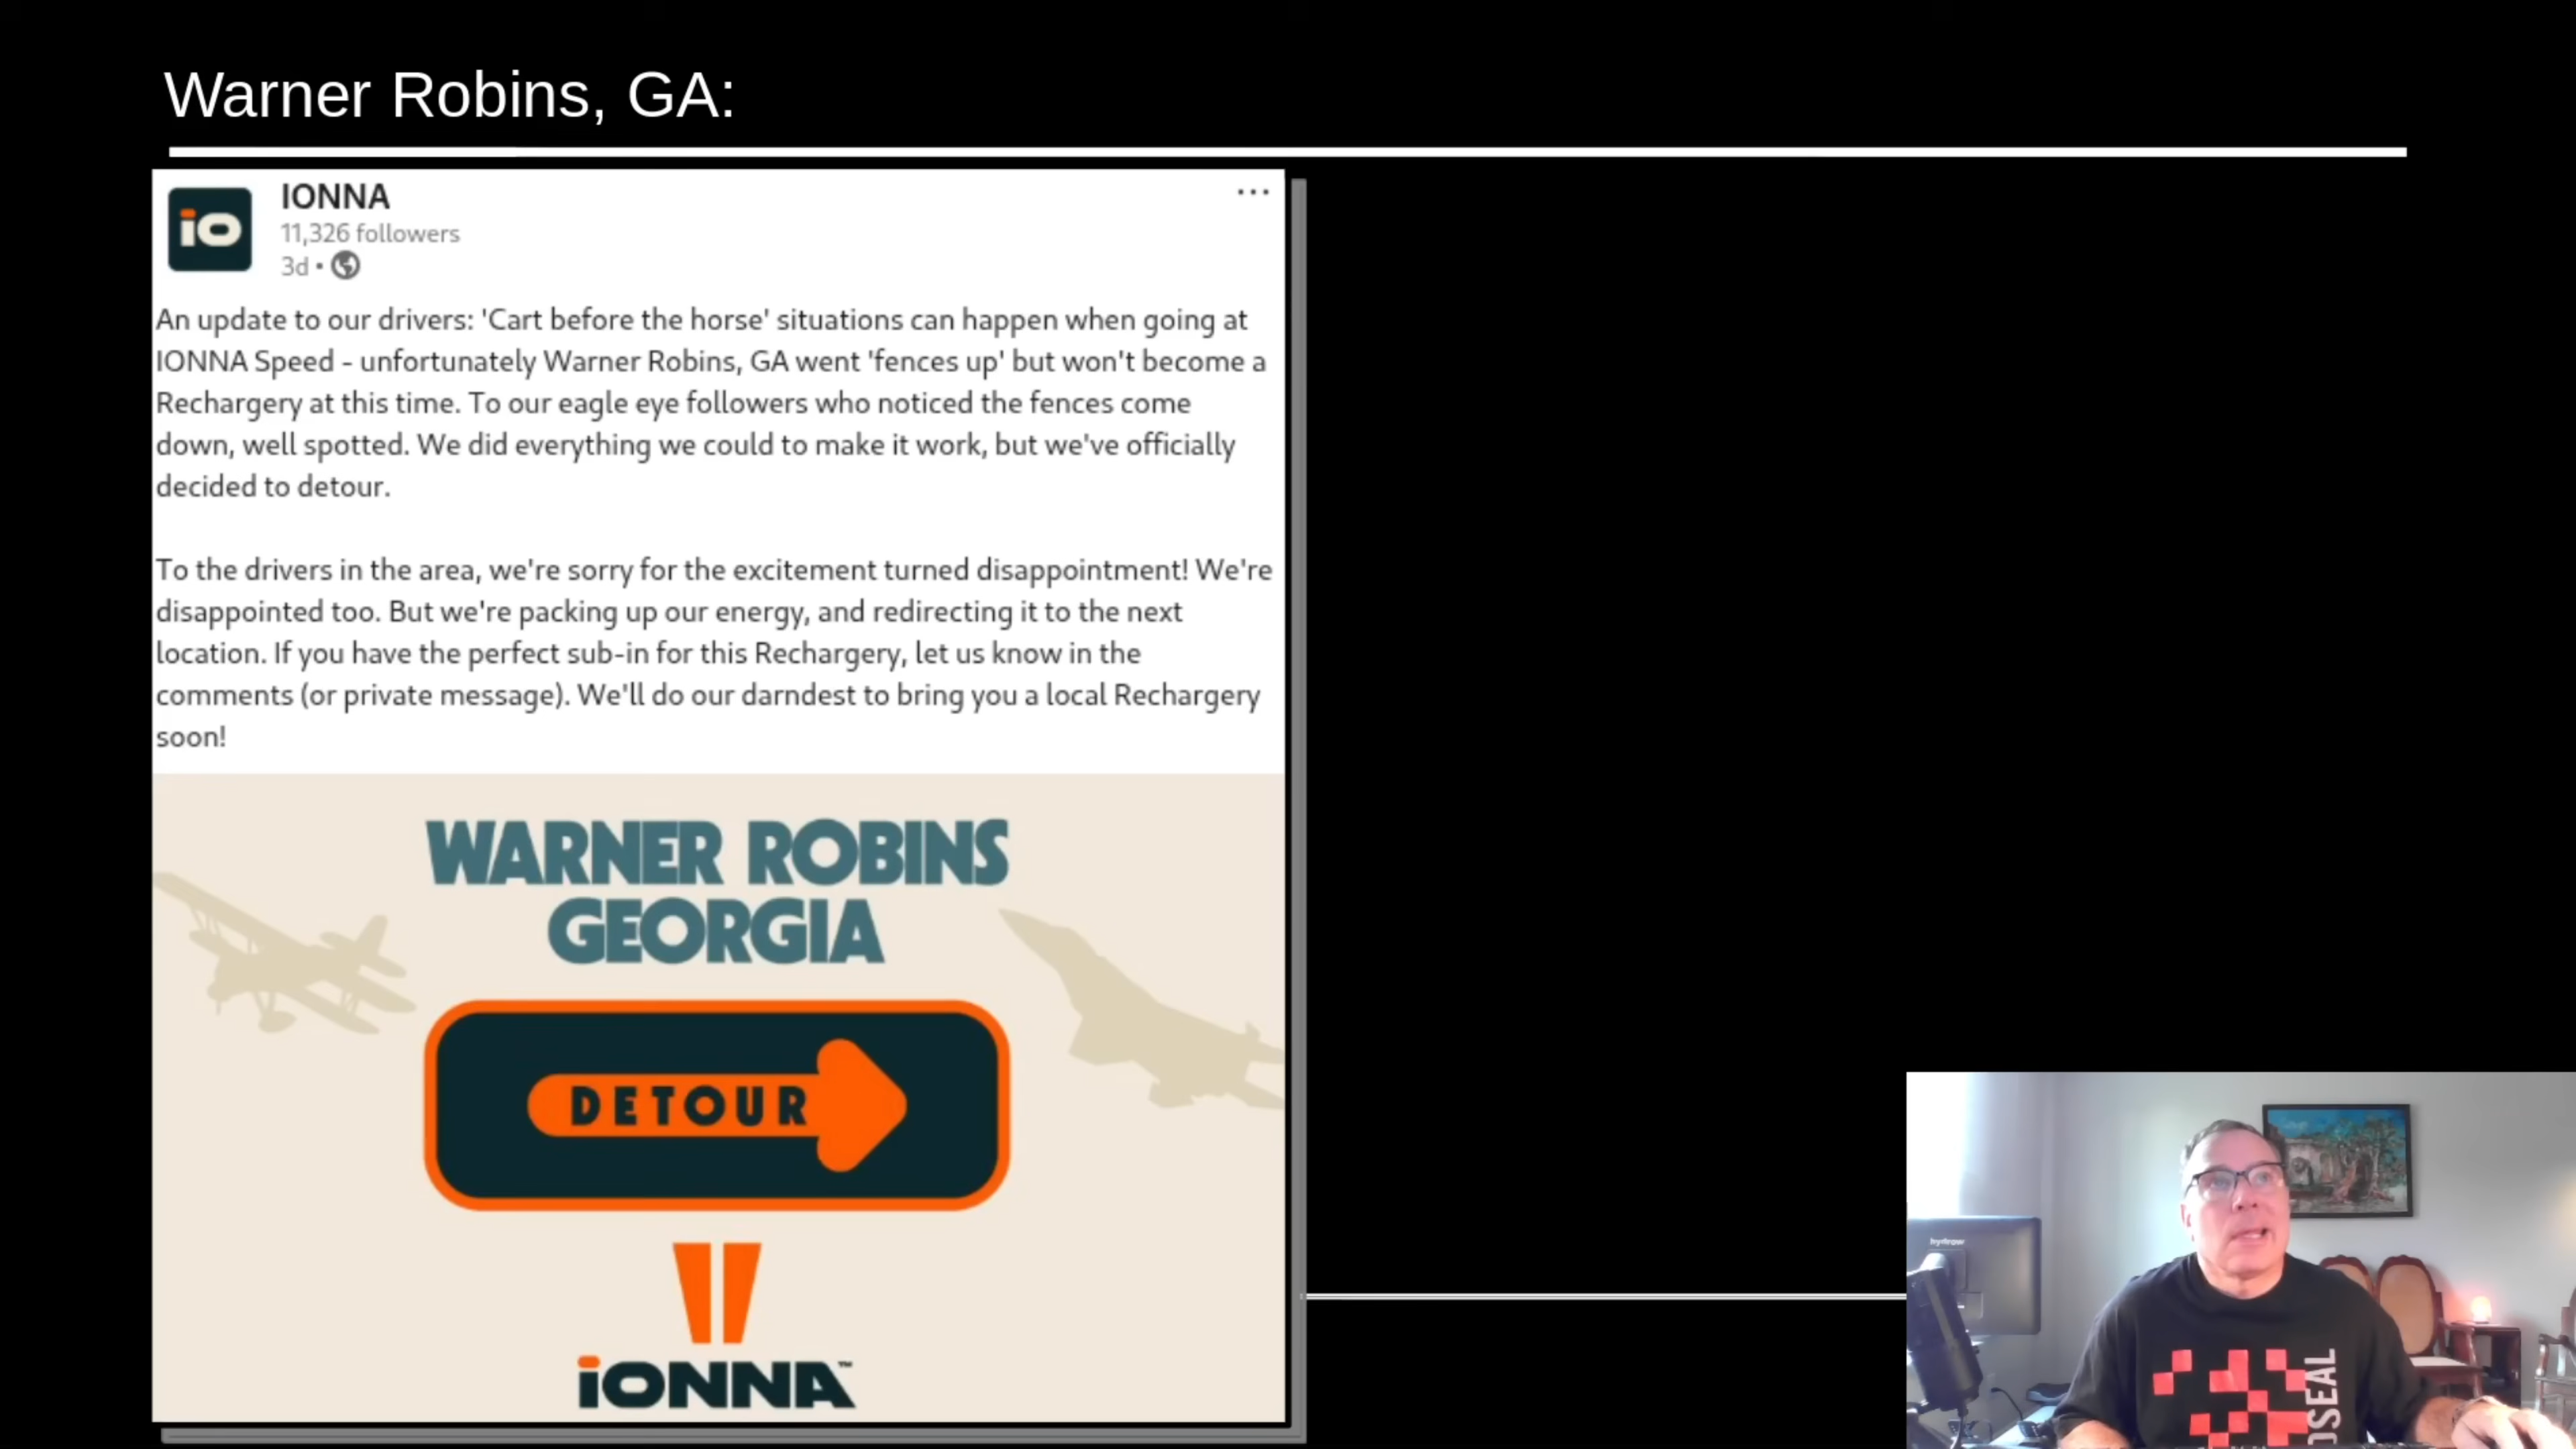 Warner Robins, GA:
IONNA
11,326 followers
3d •
An update to our drivers: 'Cart before the horse' situations can happen when going at
IONNA Speed - unfortunately Warner Robins, GA went 'fences up' but won't become a
Rechargery at this time. To our eagle eye followers who noticed the fences come
down, well spotted. We did everything we could to make it work, but we've officially
decided to detour.
To the drivers in the area, we're sorry for the excitement turned disappointment! We're
disappointed too. But we're packing up our energy, and redirecting it to the next
location. If you have the perfect sub-in for this Rechargery, let us know in the
comments (or private message). We'll do our darndest to bring you a local Rechargery
soon!
WARNER ROBINS
GEORGIA
DETOUR
iONNA™
iO